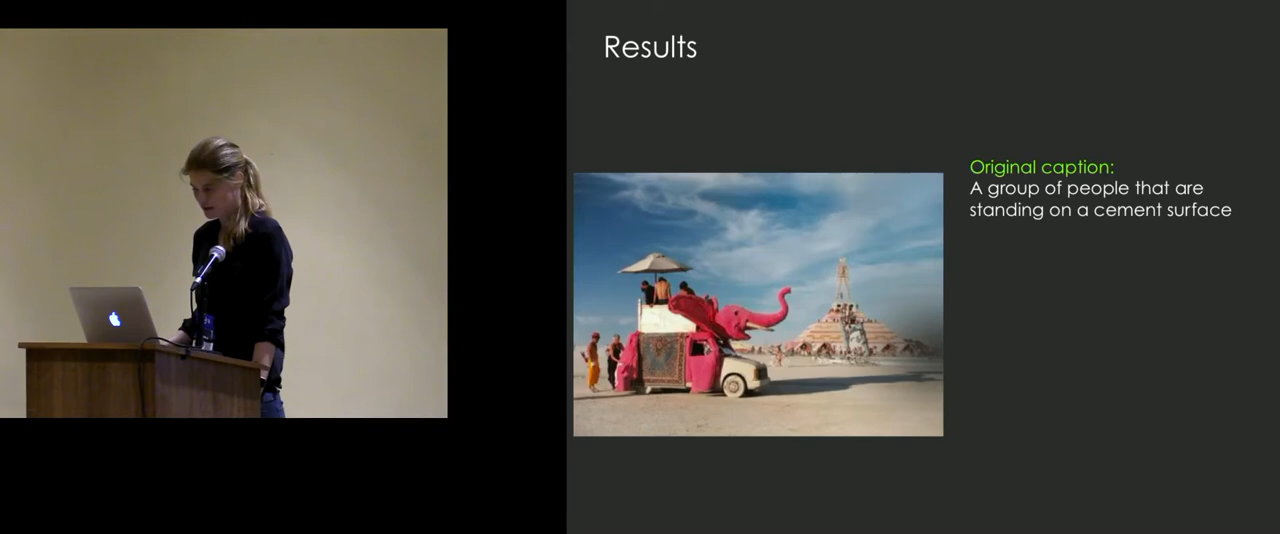 Results
Original caption:
A group of people that are
standing on a cement surface